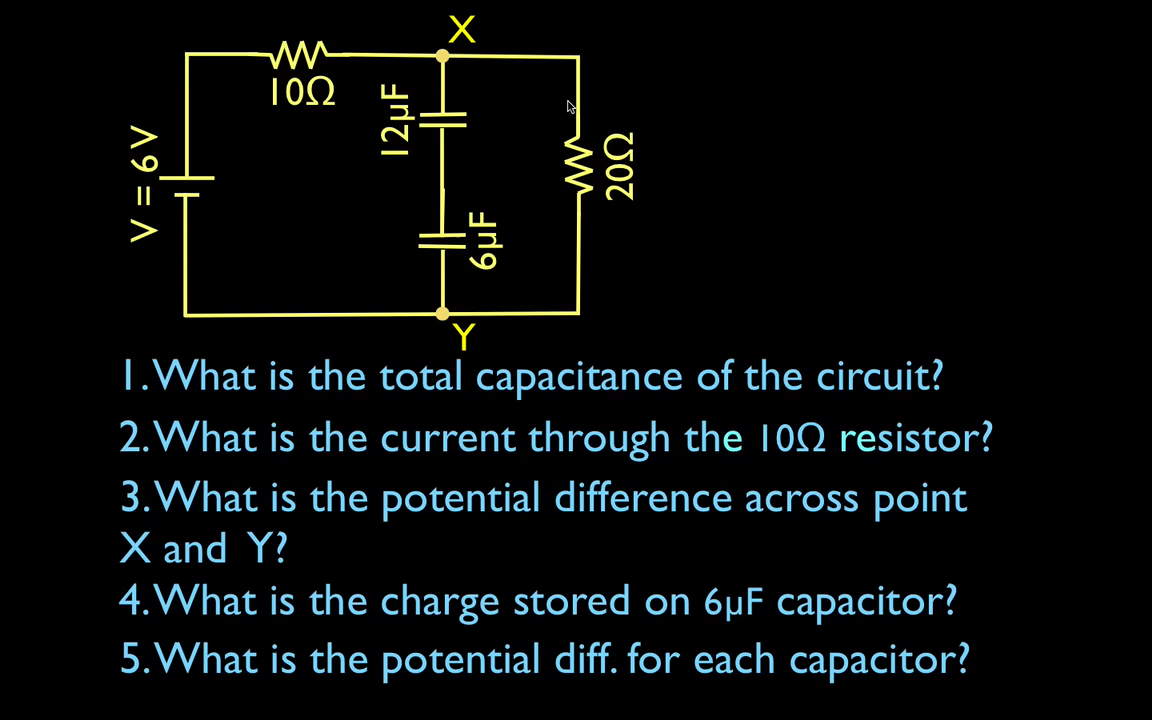 X
10Ω
12µF
V = 6V
20Ω
6µF
Y
1.What is the total capacitance of the circuit?
2.What is the current through the 10Ω resistor?
3.What is the potential difference across point
X and Y?
4.What is the charge stored on 6µF capacitor?
5.What is the potential diff. for each capacitor?